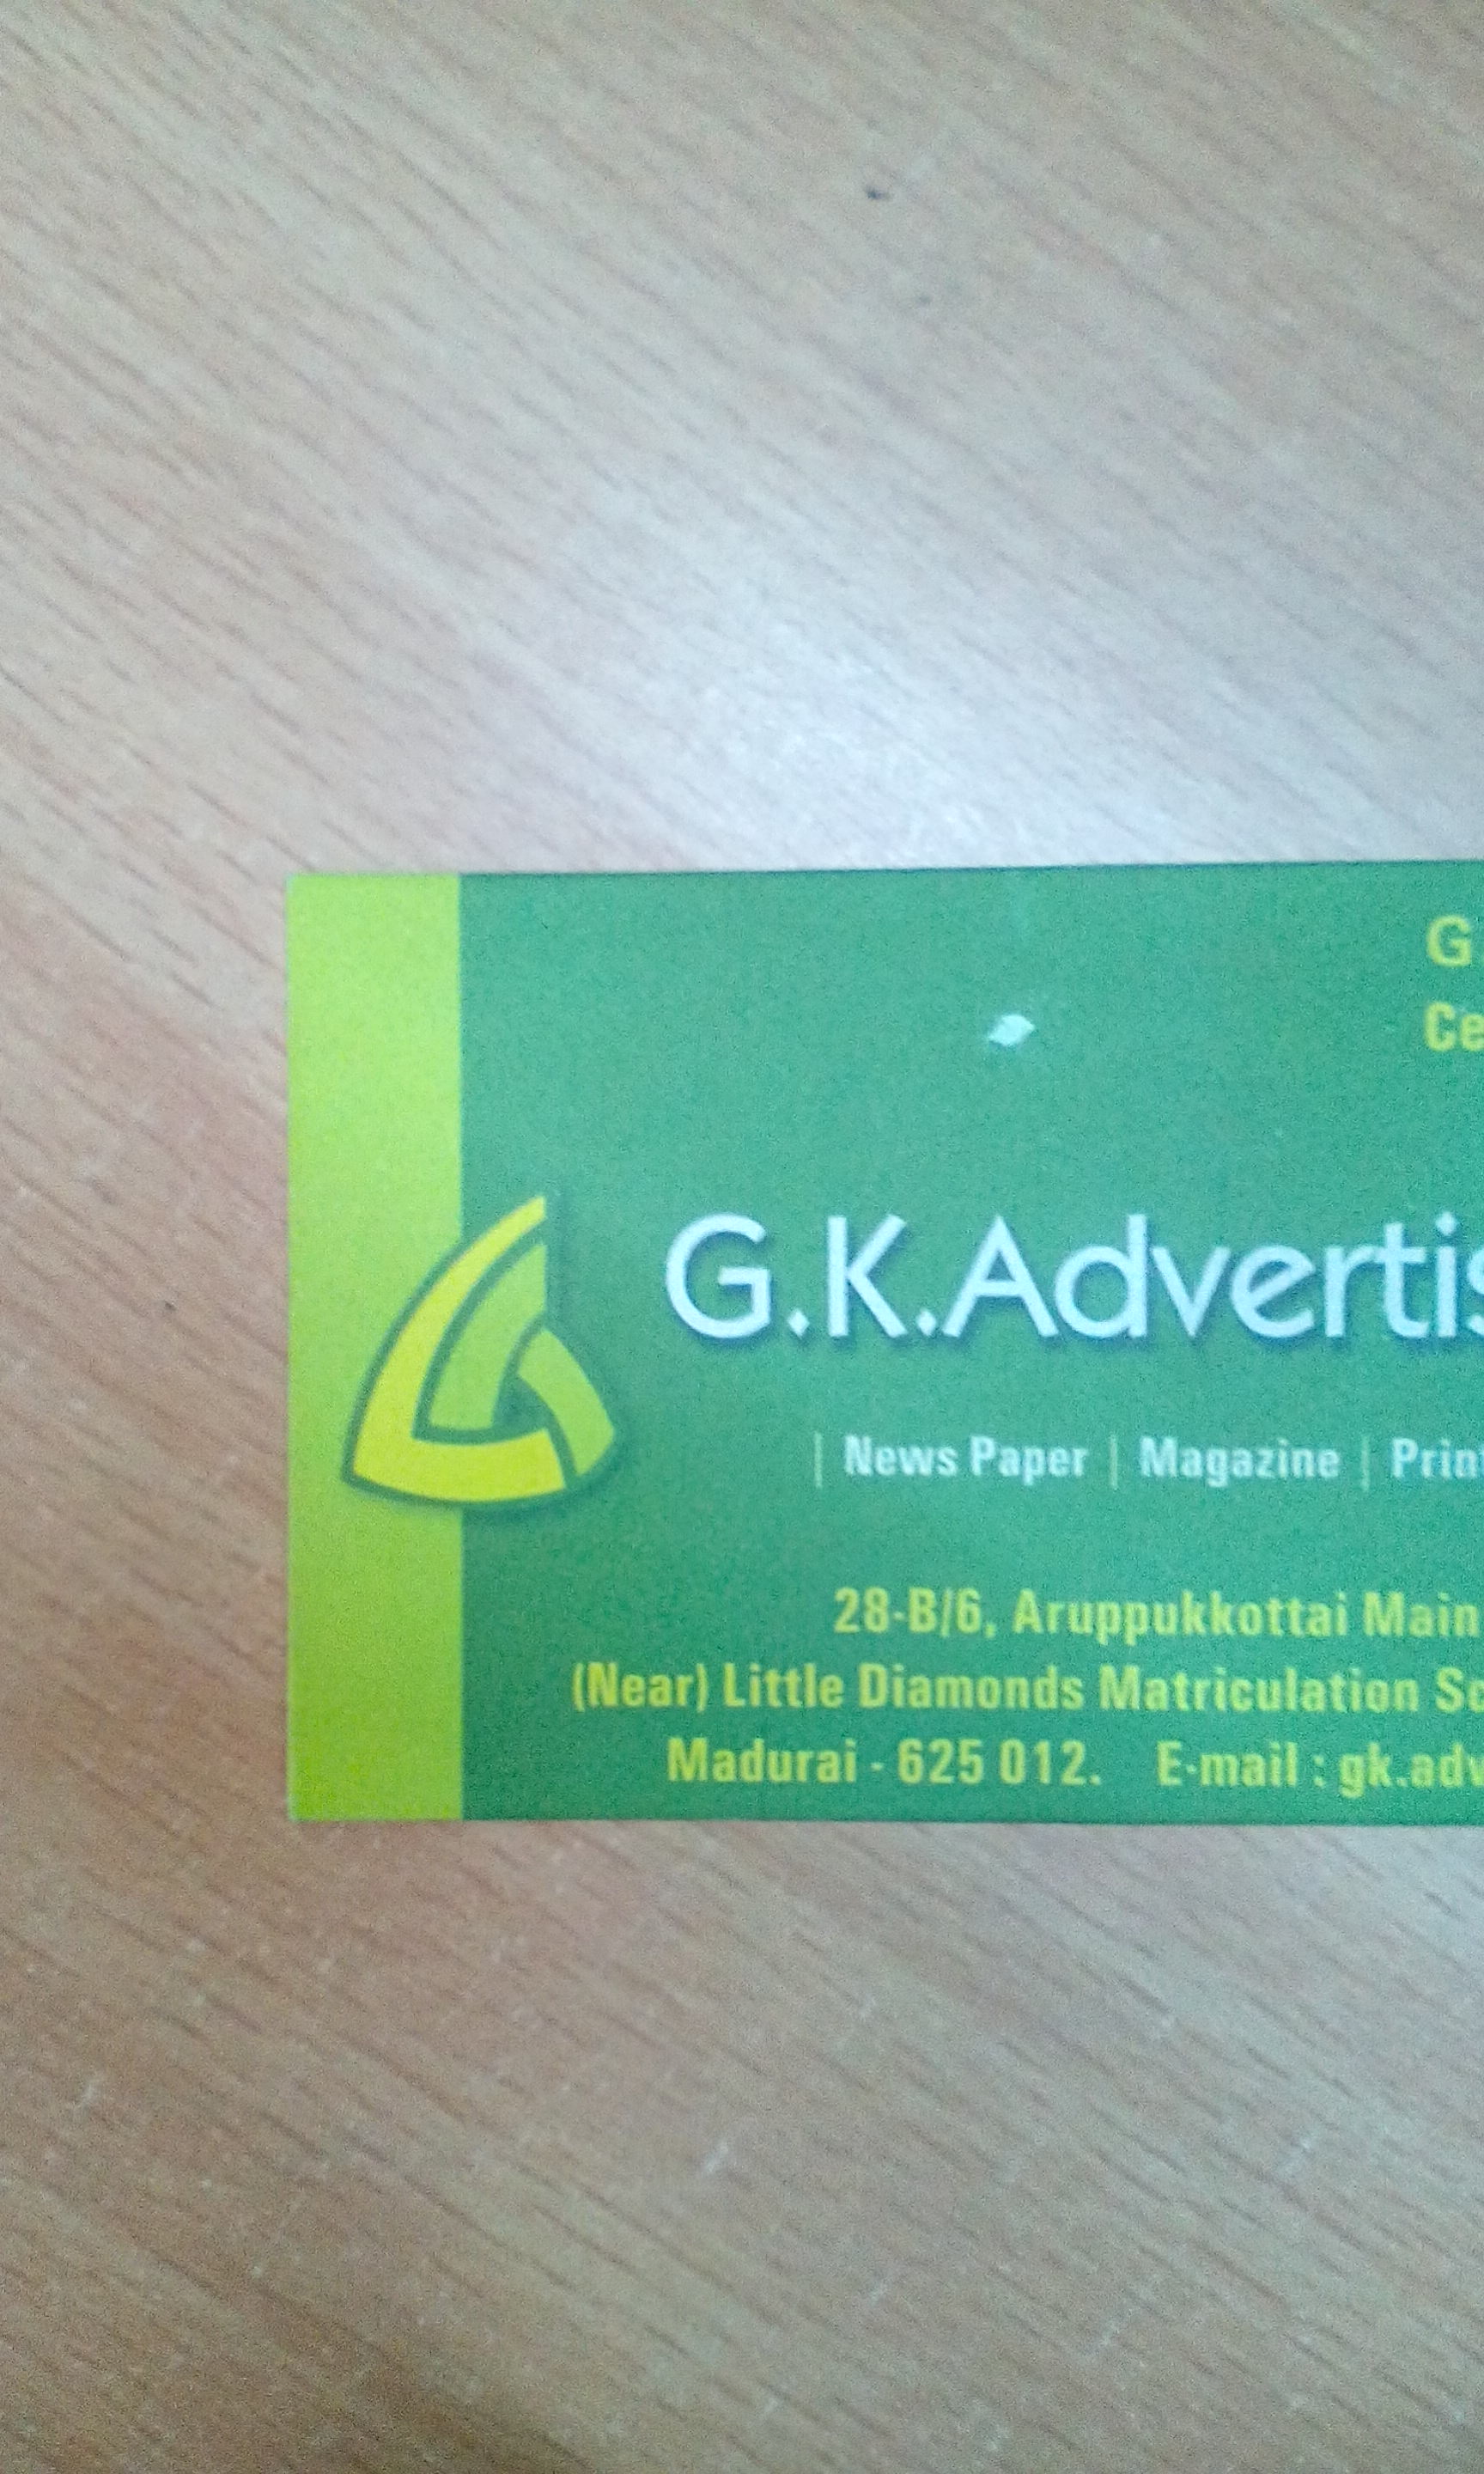 G.
Ce
G.K.Advertis
| News Paper | Magazine | Prin
28-B/6, Aruppukkottai Main
(Near) Little Diamonds Matriculation S
Madurai - 625 012. E-mail : gk.adv